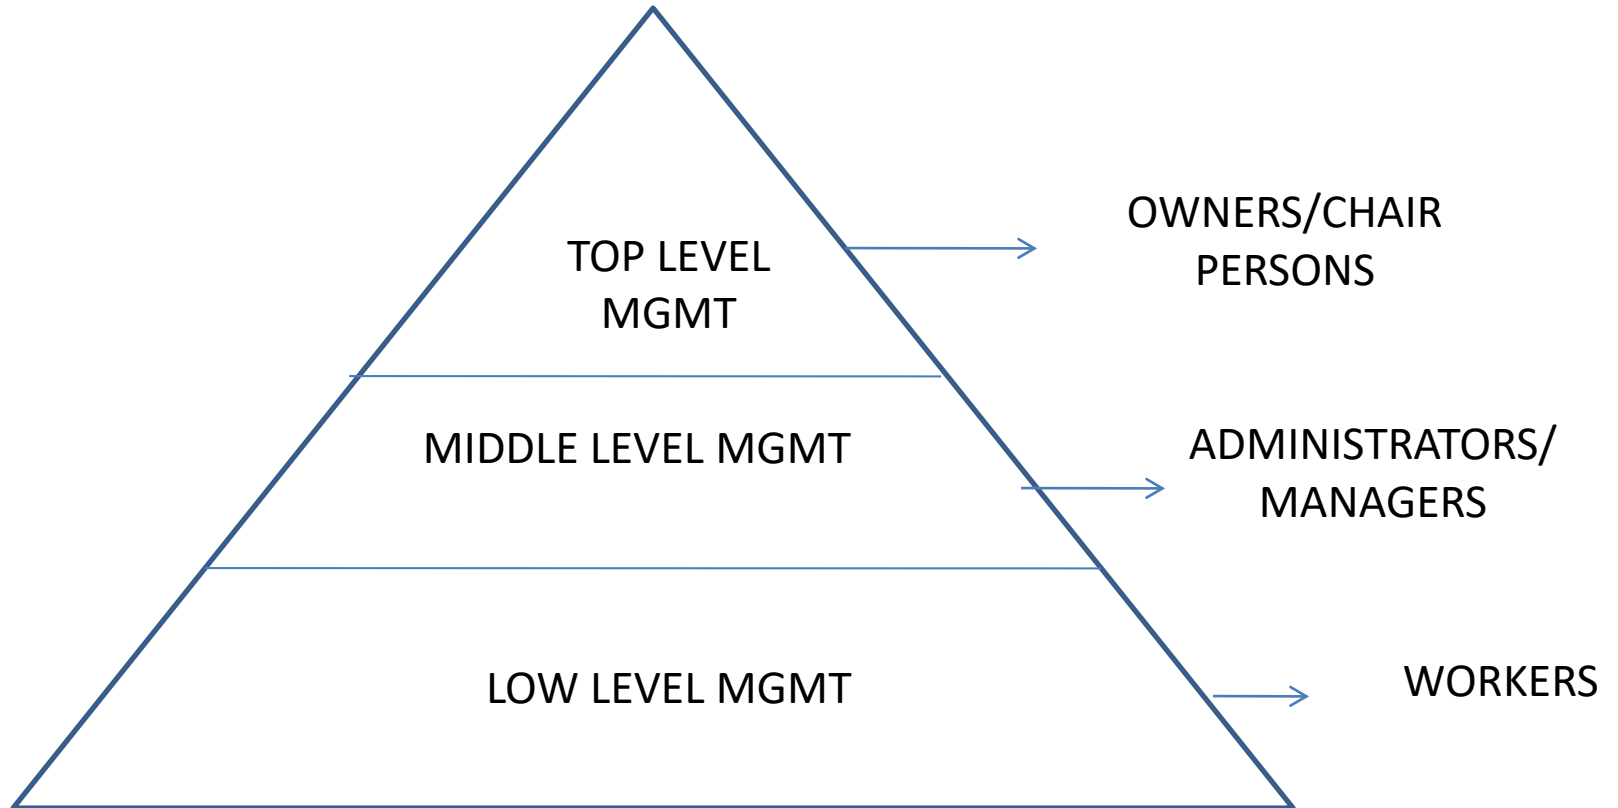 TOP LEVEL
MGMT
OWNERS/CHAIR
PERSONS
MIDDLE LEVEL MGMT
ADMINISTRATORS/
MANAGERS
LOW LEVEL MGMT
WORKERS